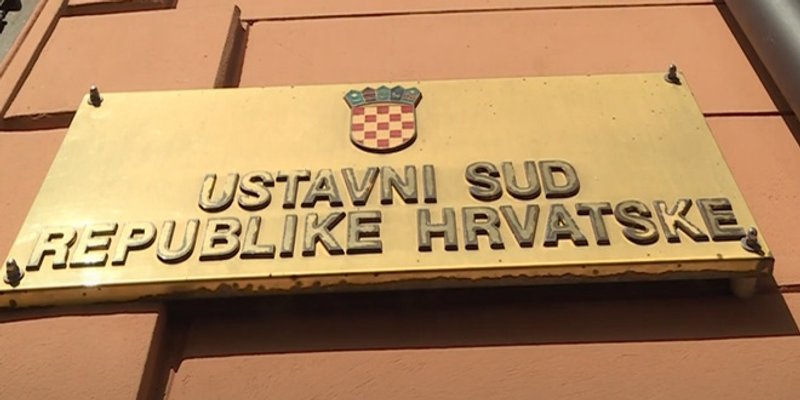 USTAVNI SUD
REPUBLIKE HRVATSKE